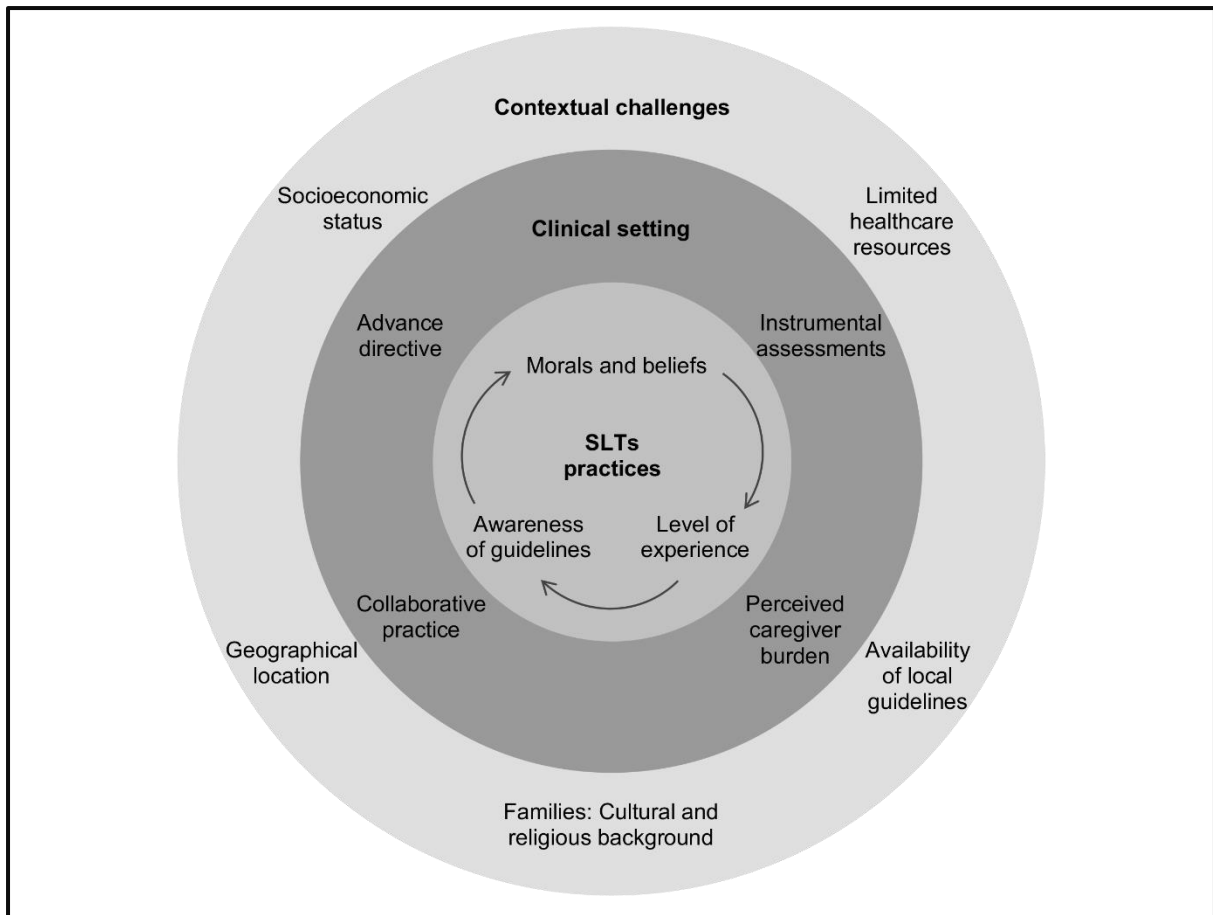 Contextual challenges
Socioeconomic
status
Limited
healthcare
resources
Clinical setting
Advance
directive
Instrumental
assessments
Morals and beliefs
SLTs
practices
Awareness
of guidelines
Level of
experience
Collaborative
practice
Perceived
caregiver
burden
Geographical
location
Availability
of local
guidelines
Families: Cultural and
religious background